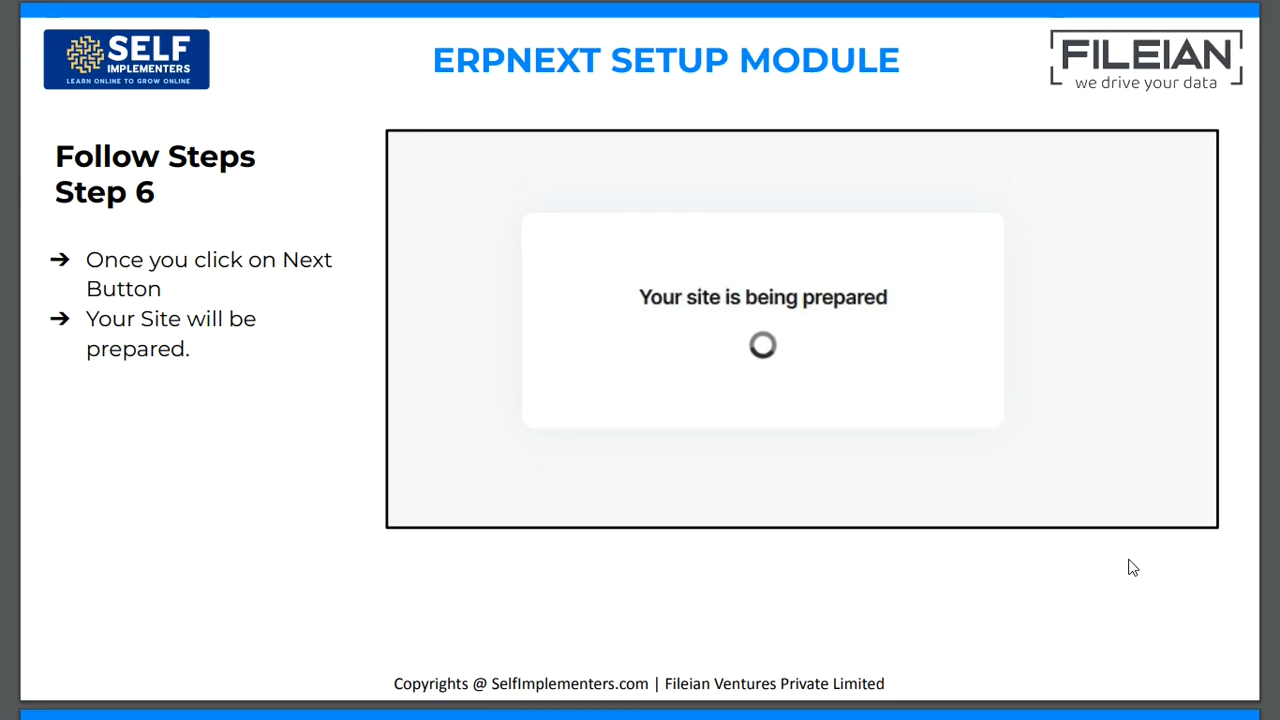 SELF
IMPLEMENTERS
LEARN ONLINE TO GROW ONLINE
ERPNEXT SETUP MODULE
FILEIAN
we drive your data
Follow Steps
Step 6
➔ Once you click on Next
Button
➔ Your Site will be
prepared.
Your site is being prepared
Copyrights @ SelfImplementers.com | Fileian Ventures Private Limited